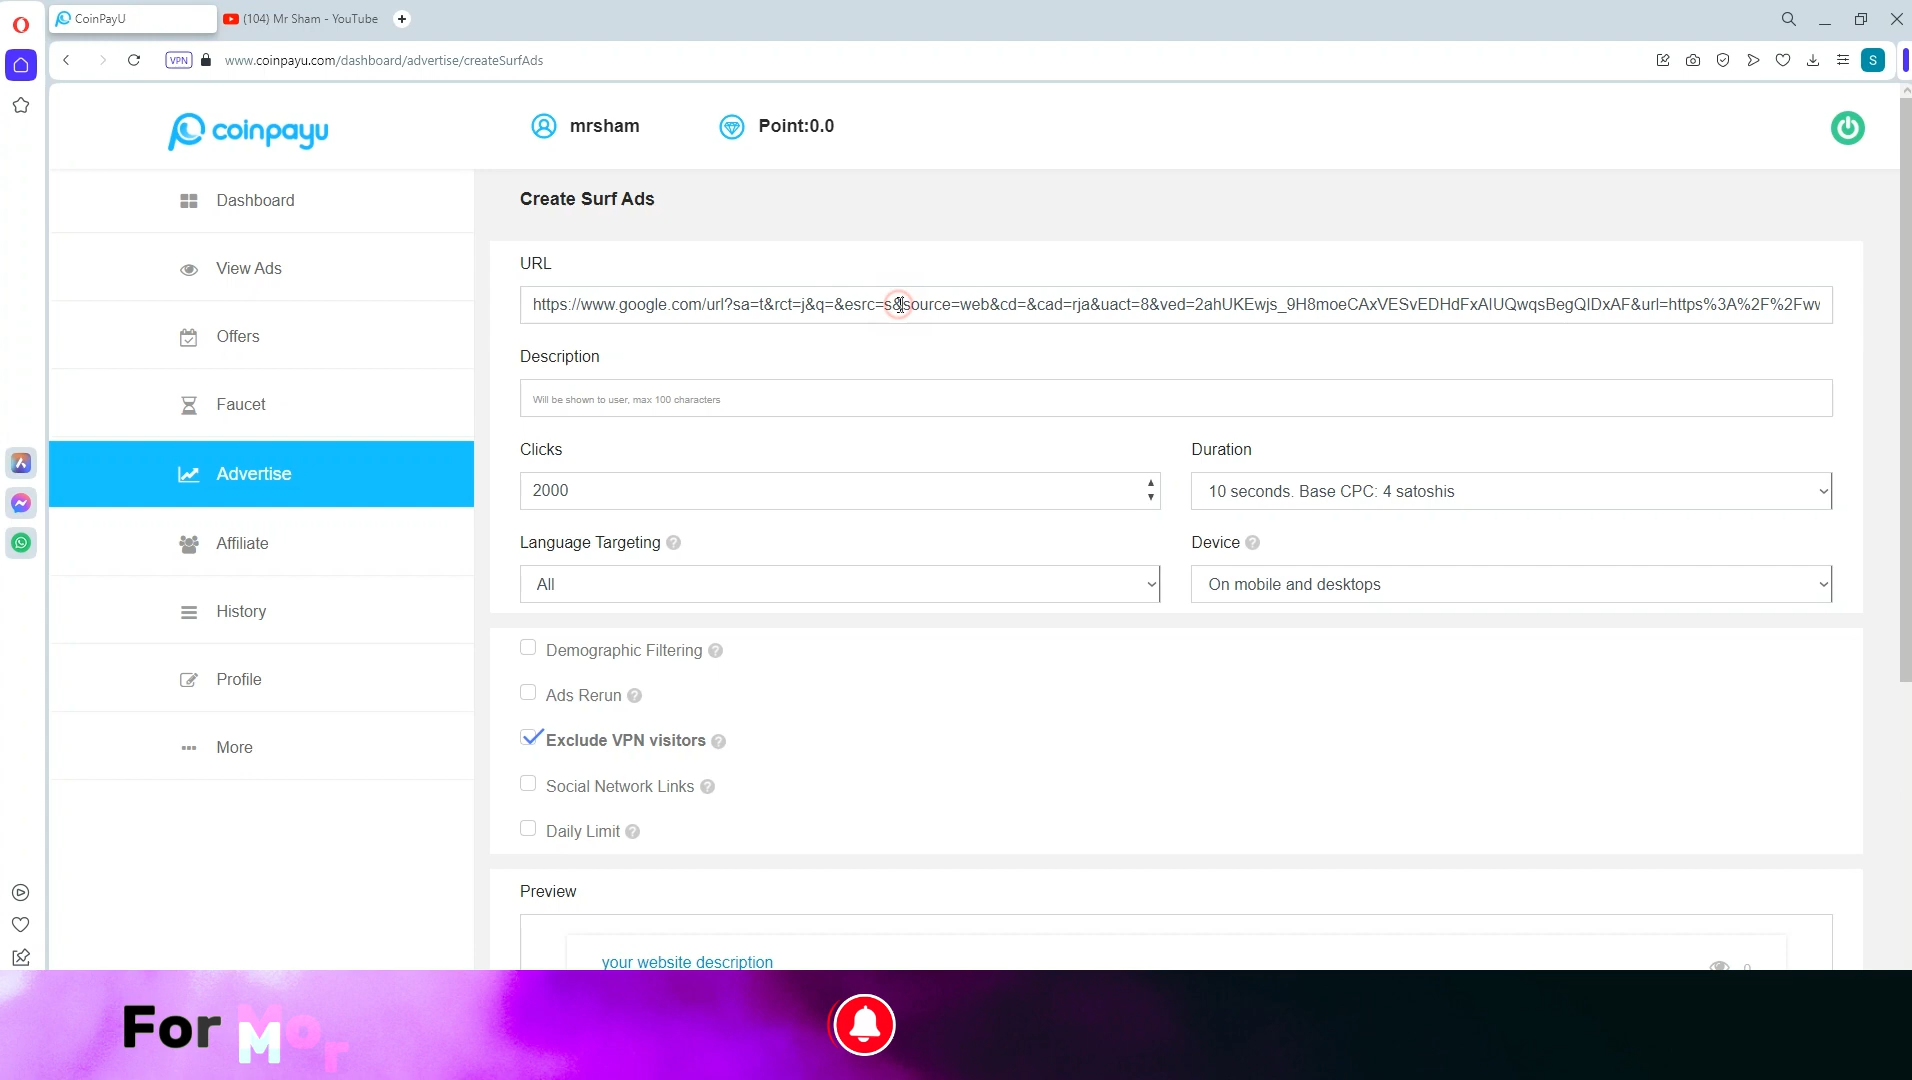 CoinPayU
(104) Mr Sham - YouTube
VPN
www.coinpayu.com/dashboard/advertise/createSurfAds
S
coinpayu
mrsham
Point:0.0
Dashboard
View Ads
Offers
Faucet
Advertise
Affiliate
History
Profile
More
Create Surf Ads
URL
https://www.google.com/url?sa=t&rct=j&q=&esrc=s&source=web&cd=&cad=rja&uact=8&ved=2ahUKEwjs_9H8moeCAxVESvEDHdFxAIUQwqsBegQIDxAF&url=https%3A%2F%2Fww
Description
Will be shown to user, max 100 characters
Clicks
Duration
2000
10 seconds. Base CPC: 4 satoshis
Language Targeting ?
Device ?
All
On mobile and desktops
Demographic Filtering ?
Ads Rerun ?
Exclude VPN visitors ?
Social Network Links ?
Daily Limit ?
Preview
your website description
0
For Mor